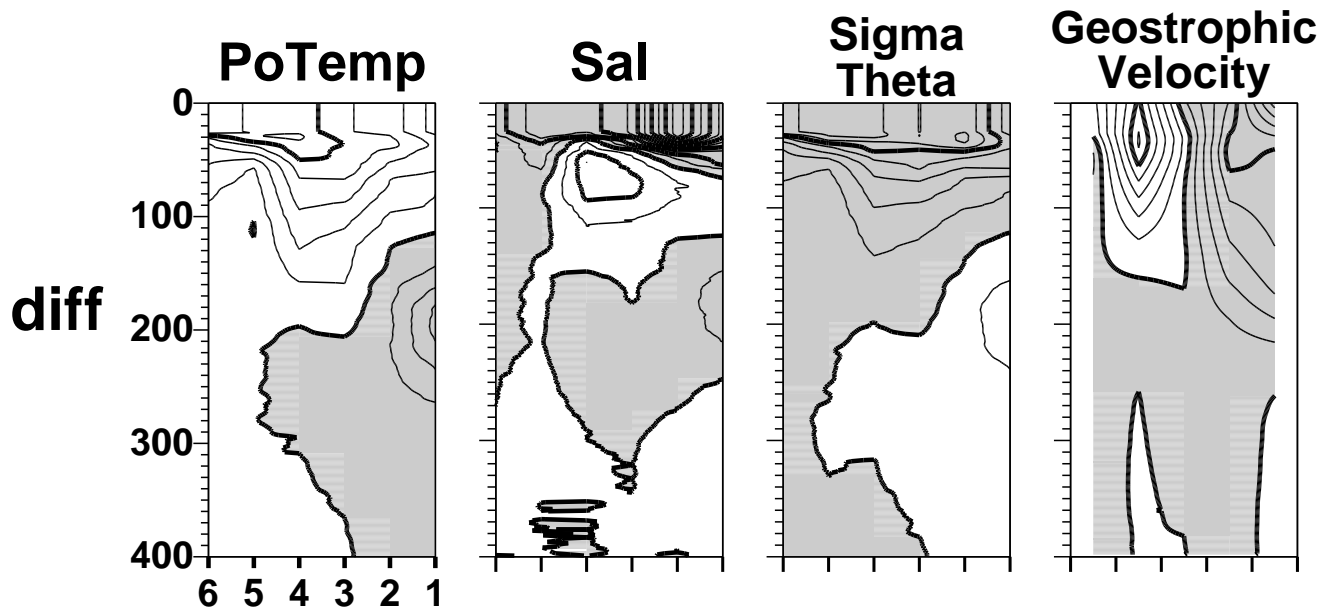 PoTemp
Sal
Sigma
Theta
Geostrophic
Velocity
diff
0
100
200
300
400
6 5 4 3 2 1